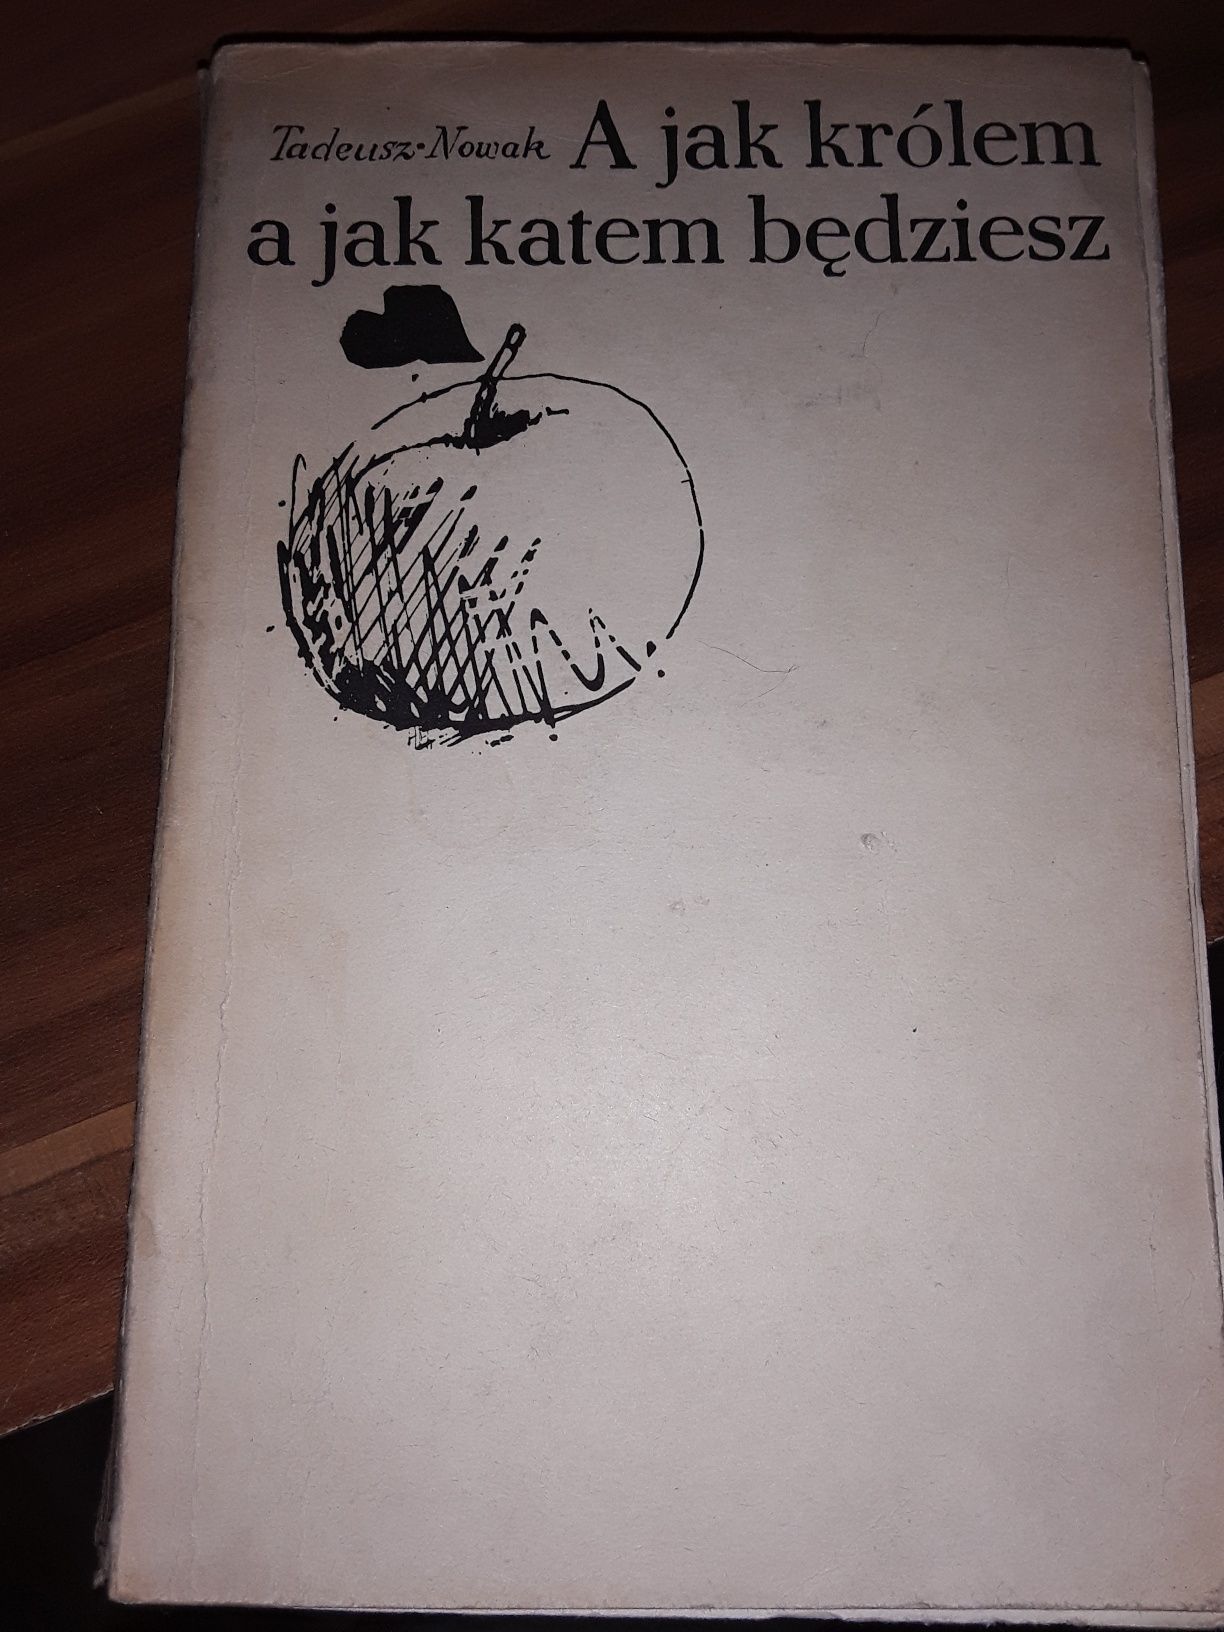 Tadeusz·Nowak A jak królem
a jak katem będziesz